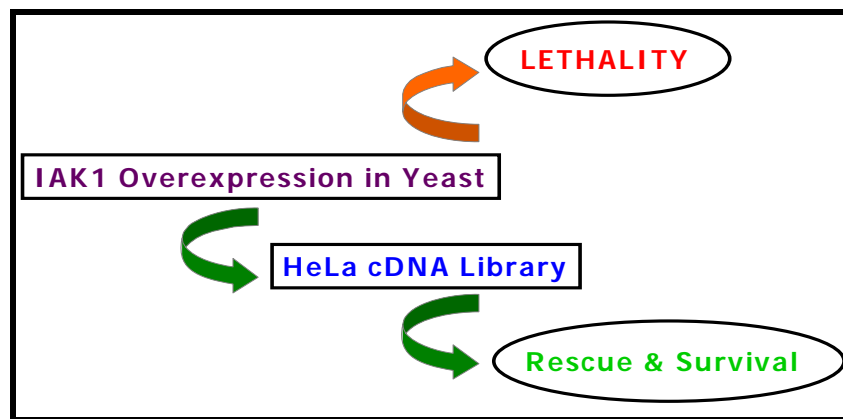 LETHALITY
IAK1 Overexpression in Yeast
HeLa cDNA Library
Rescue & Survival